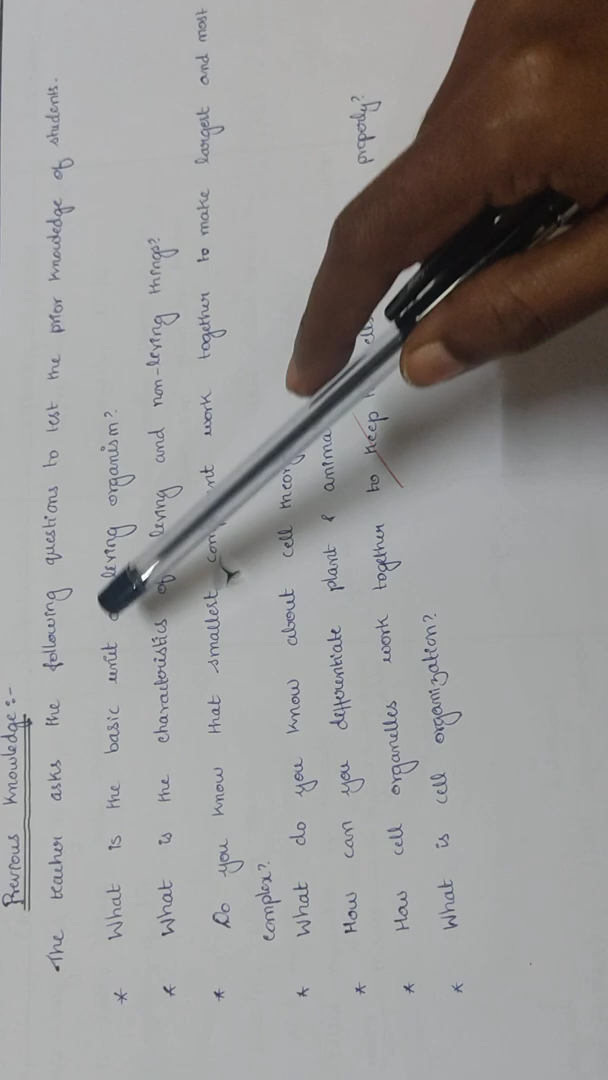 Previous Knowledge:-
The teacher asks the following questions to test the prior knowledge of students.
* What is the basic unit living organism?
* What is the characteristics of living and non-living things?
* Do you know that smallest work together to make largest and most
complex?
* What do you know about cell
* How can you differentiate plant &
* How cell organelles work together to keep properly?
* What is cell organization?